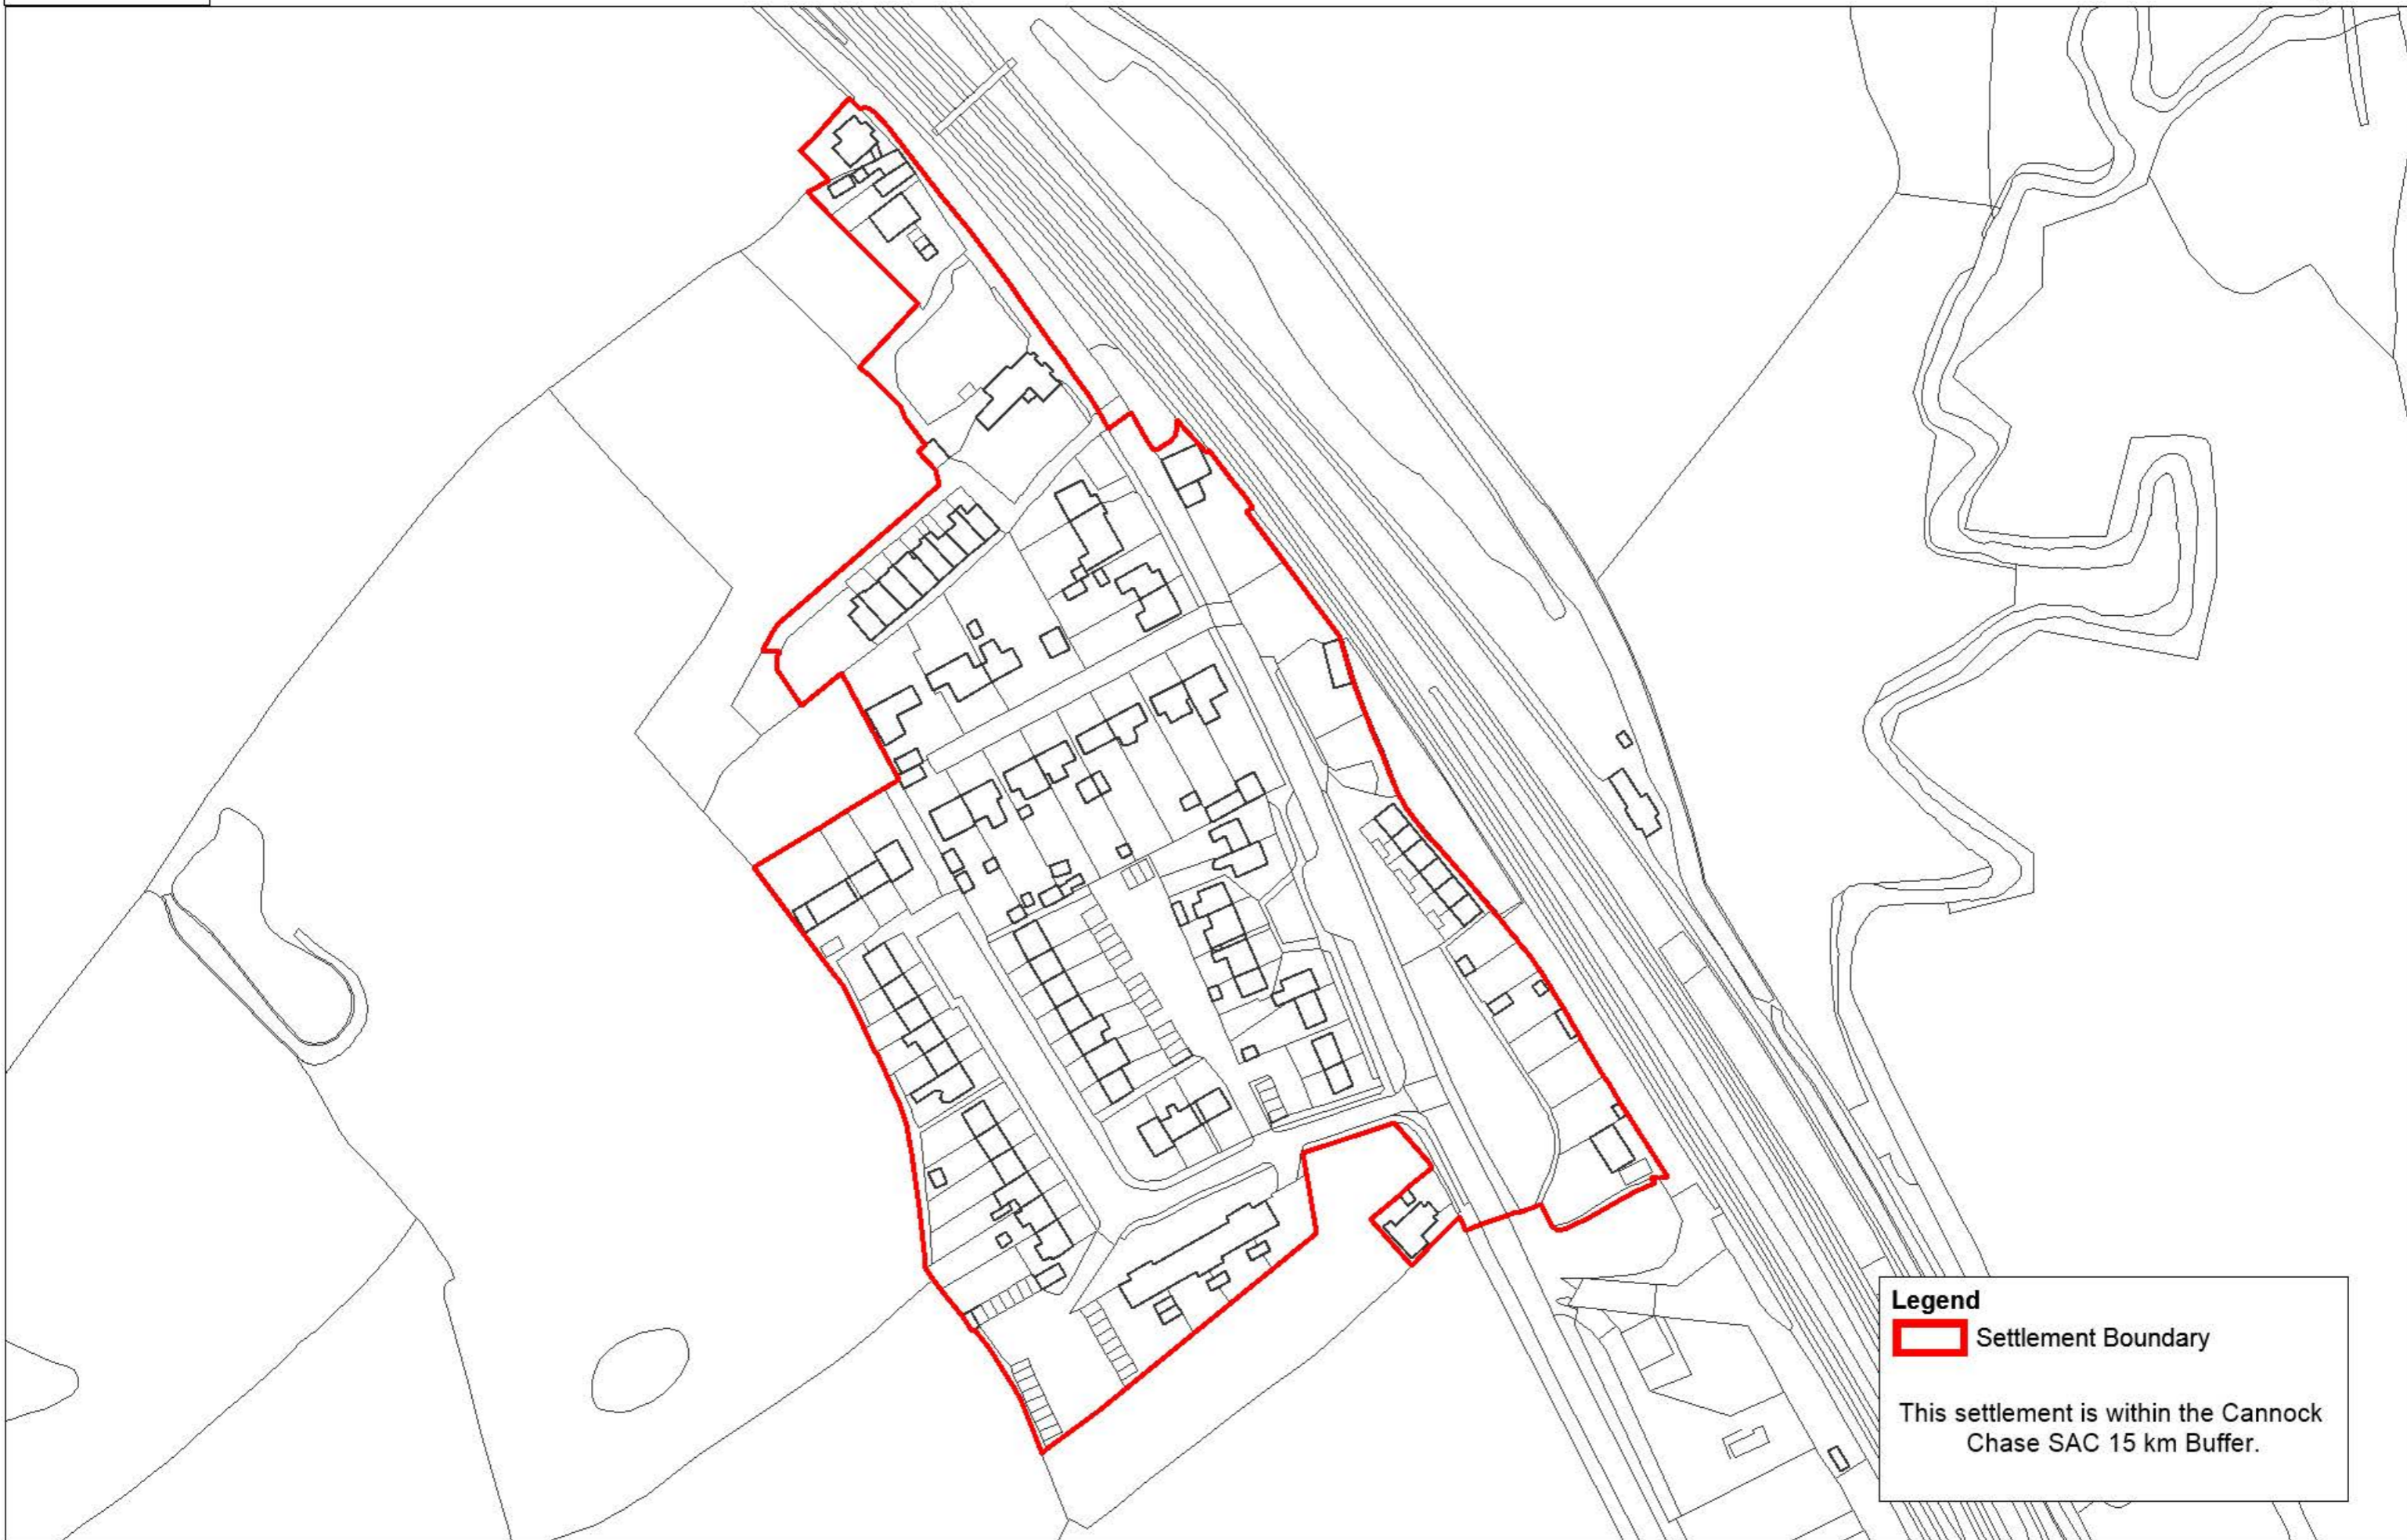 Legend
Settlement Boundary
This settlement is within the Cannock
Chase SAC 15 km Buffer.